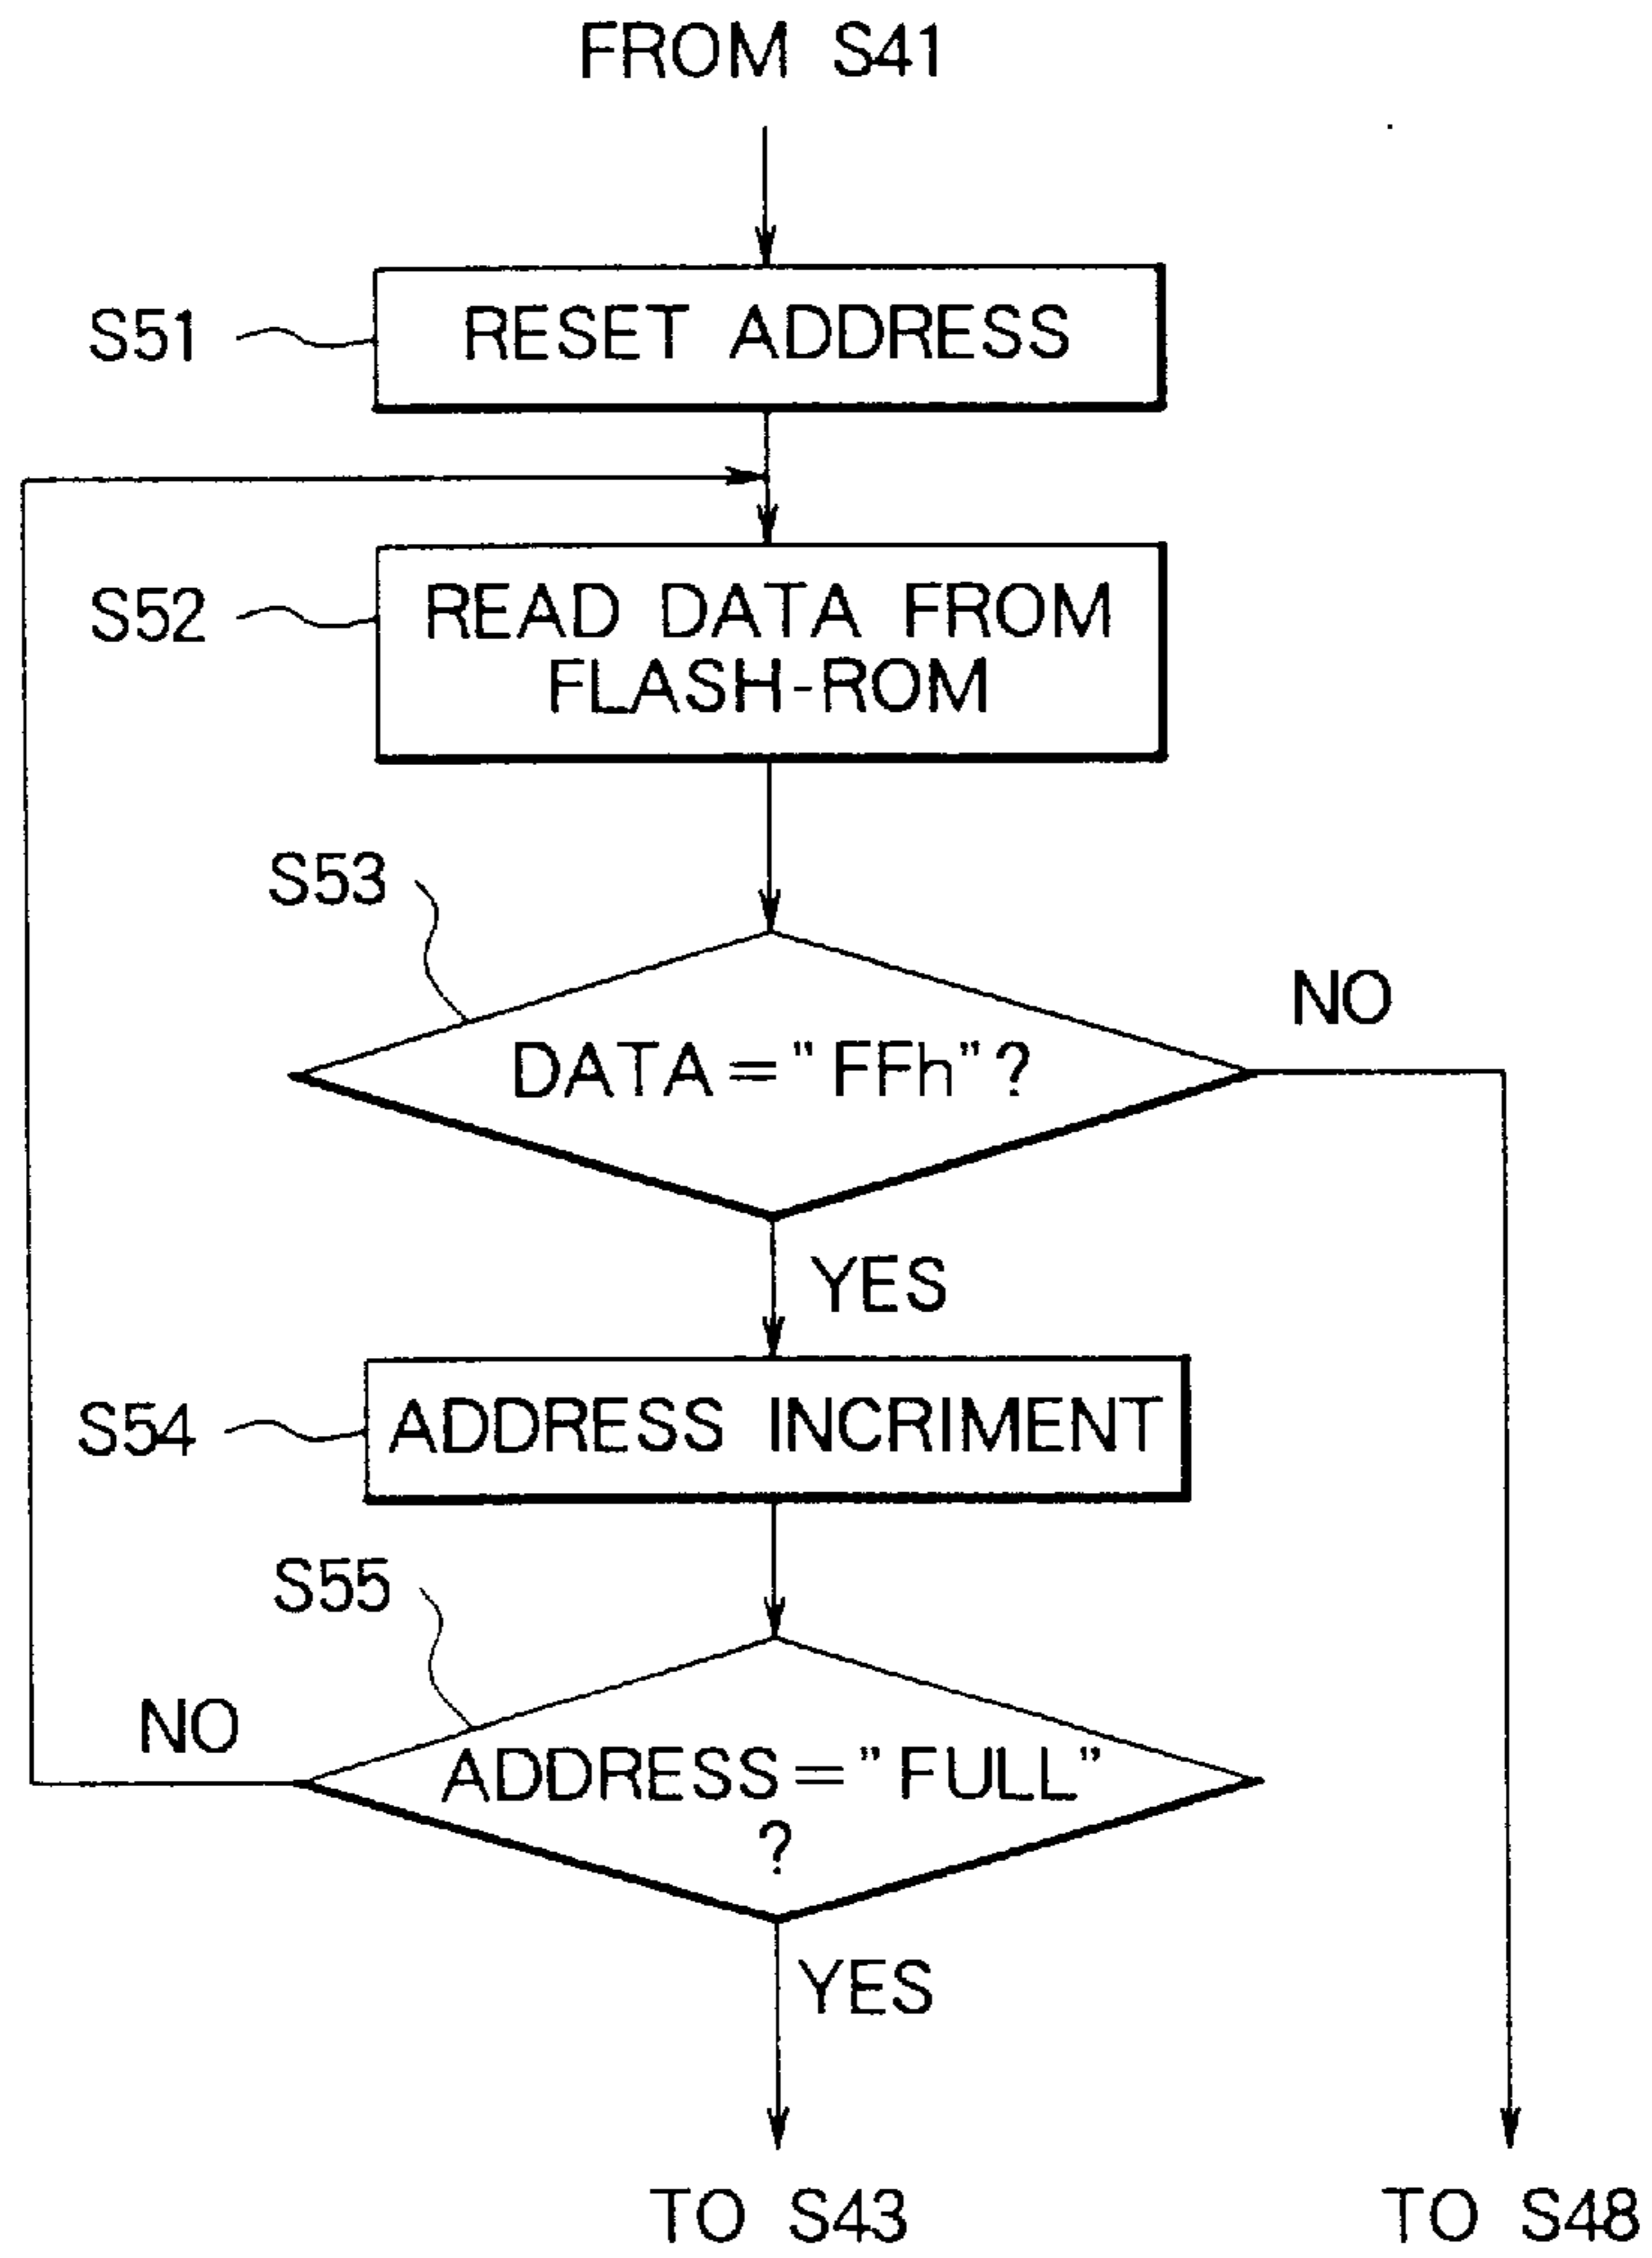 FROM S41
S51
RESET ADDRESS
S52
READ DATA FROM
FLASH-ROM
S53
NO
DATA="FFh"?
YES
S54
ADDRESS INCRIMENT
S55
NO
ADDRESS="FULL"
?
YES
TO S43
TO S48